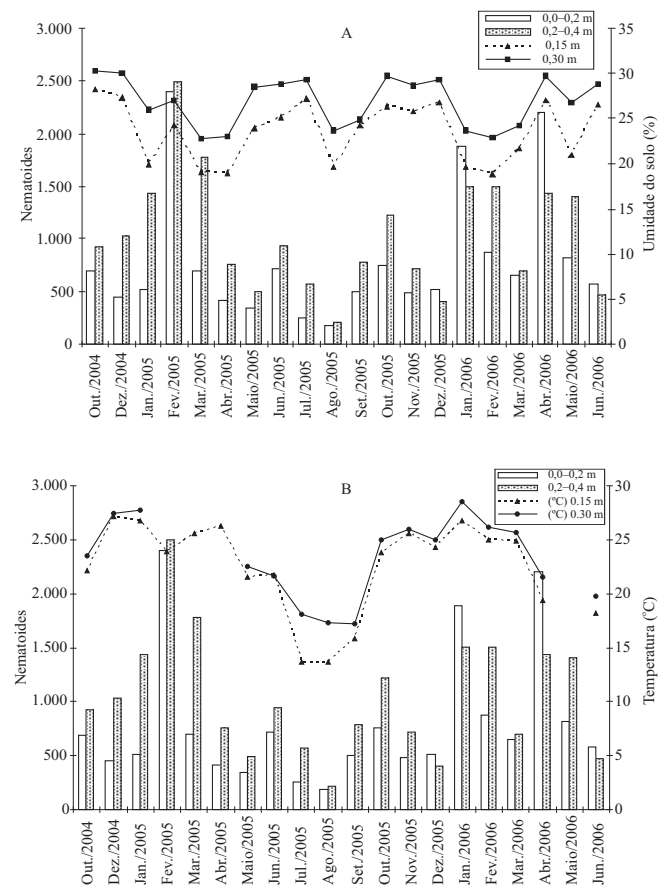 A
0,0–0,2 m
0,2–0,4 m
0,15 m
0,30 m
Nematoides
3.000
2.500
2.000
1.500
1.000
500
0
35
30
25
20
15
10
5
0
Umidade do solo (%)
Out./2004
Dez./2004
Jan./2005
Fev./2005
Mar./2005
Abr./2005
Maio/2005
Jun./2005
Jul./2005
Ago./2005
Set./2005
Out./2005
Nov./2005
Dez./2005
Jan./2006
Fev./2006
Mar./2006
Abr./2006
Maio/2006
Jun./2006
B
0,0–0,2 m
0,2–0,4 m
(ºC) 0.15 m
(ºC) 0.30 m
Nematoides
3.000
2.500
2.000
1.500
1.000
500
0
30
25
20
15
10
5
0
Temperatura (ºC)
Out./2004
Dez./2004
Jan./2005
Fev./2005
Mar./2005
Abr./2005
Maio/2005
Jun./2005
Jul./2005
Ago./2005
Set./2005
Out./2005
Nov./2005
Dez./2005
Jan./2006
Fev./2006
Mar./2006
Abr./2006
Maio/2006
Jun./2006